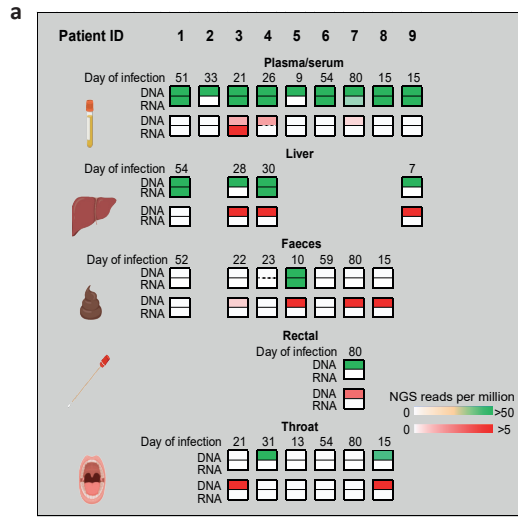 a
Patient ID 1 2 3 4 5 6 7 8 9
Plasma/serum
Day of infection 51 33 21 26 9 54 80 15 15
DNA
RNA
DNA
RNA
Liver
Day of infection 54 28 30 7
DNA
RNA
DNA
RNA
Faeces
Day of infection 52 22 23 10 59 80 15
DNA
RNA
DNA
RNA
Rectal
Day of infection 80
DNA
RNA
DNA
RNA
NGS reads per million
0 >50
0 >5
Throat
Day of infection 21 31 13 54 80 15
DNA
RNA
DNA
RNA